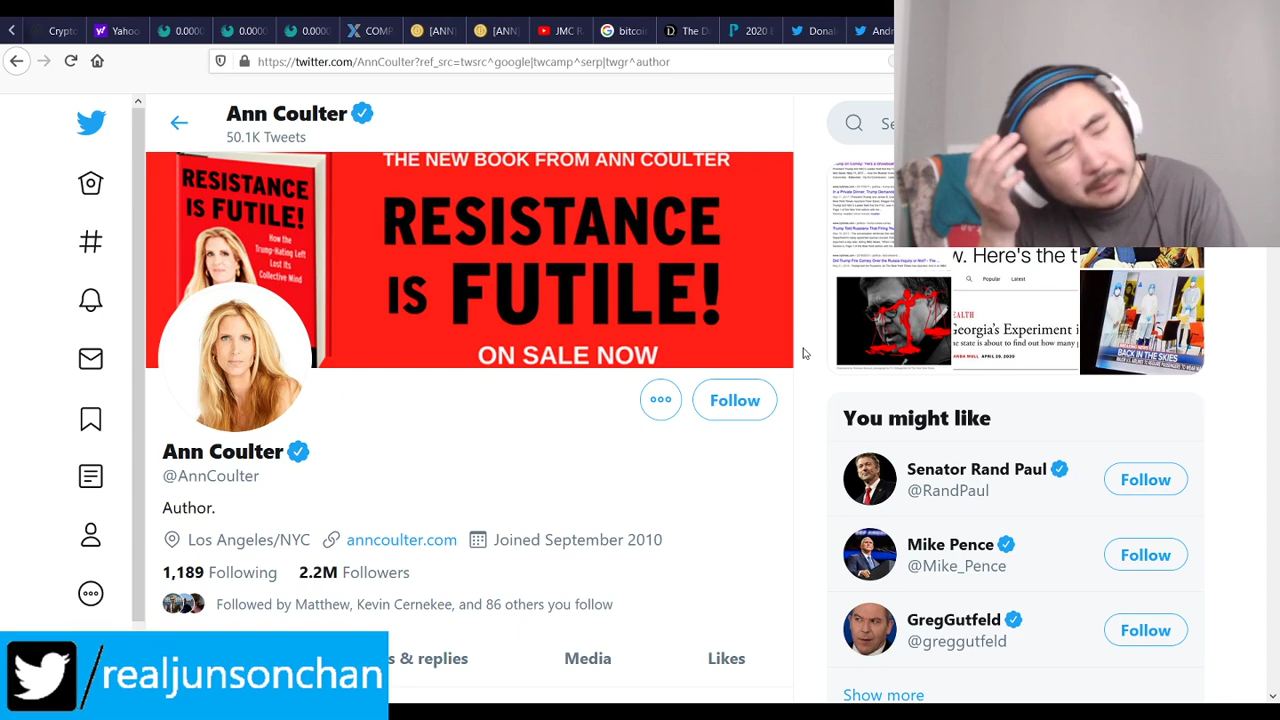 Crypto
Yahoo
0.0000
0.0000
0.0000
COMP
[ANN]
[ANN]
JMC R
bitcoi
The D
2020 E
Donal
Andr
https://twitter.com/AnnCoulter?ref_src=twsrc^google|twcamp^serp|twgr^author
Ann Coulter
50.1K Tweets
Se
THE NEW BOOK FROM ANN COULTER
RESISTANCE
IS FUTILE!
ON SALE NOW
RESISTANCE
IS FUTILE!
How the
Trump-Hating Left
Lost its
Collective Mind
w. Here's the t
Popular Latest
EALTH
Georgia's Experiment i
he state is about to find out how many
ANDA MULL APRIL 29, 2020
BACK IN THE SKIES
Follow
Ann Coulter
@AnnCoulter
Author.
Los Angeles/NYC anncoulter.com Joined September 2010
1,189 Following 2.2M Followers
Followed by Matthew, Kevin Cernekee, and 86 others you follow
s & replies Media Likes
You might like
Senator Rand Paul
@RandPaul
Follow
Mike Pence
@Mike_Pence
Follow
GregGutfeld
@greggutfeld
Follow
Show more
/realjunsonchan